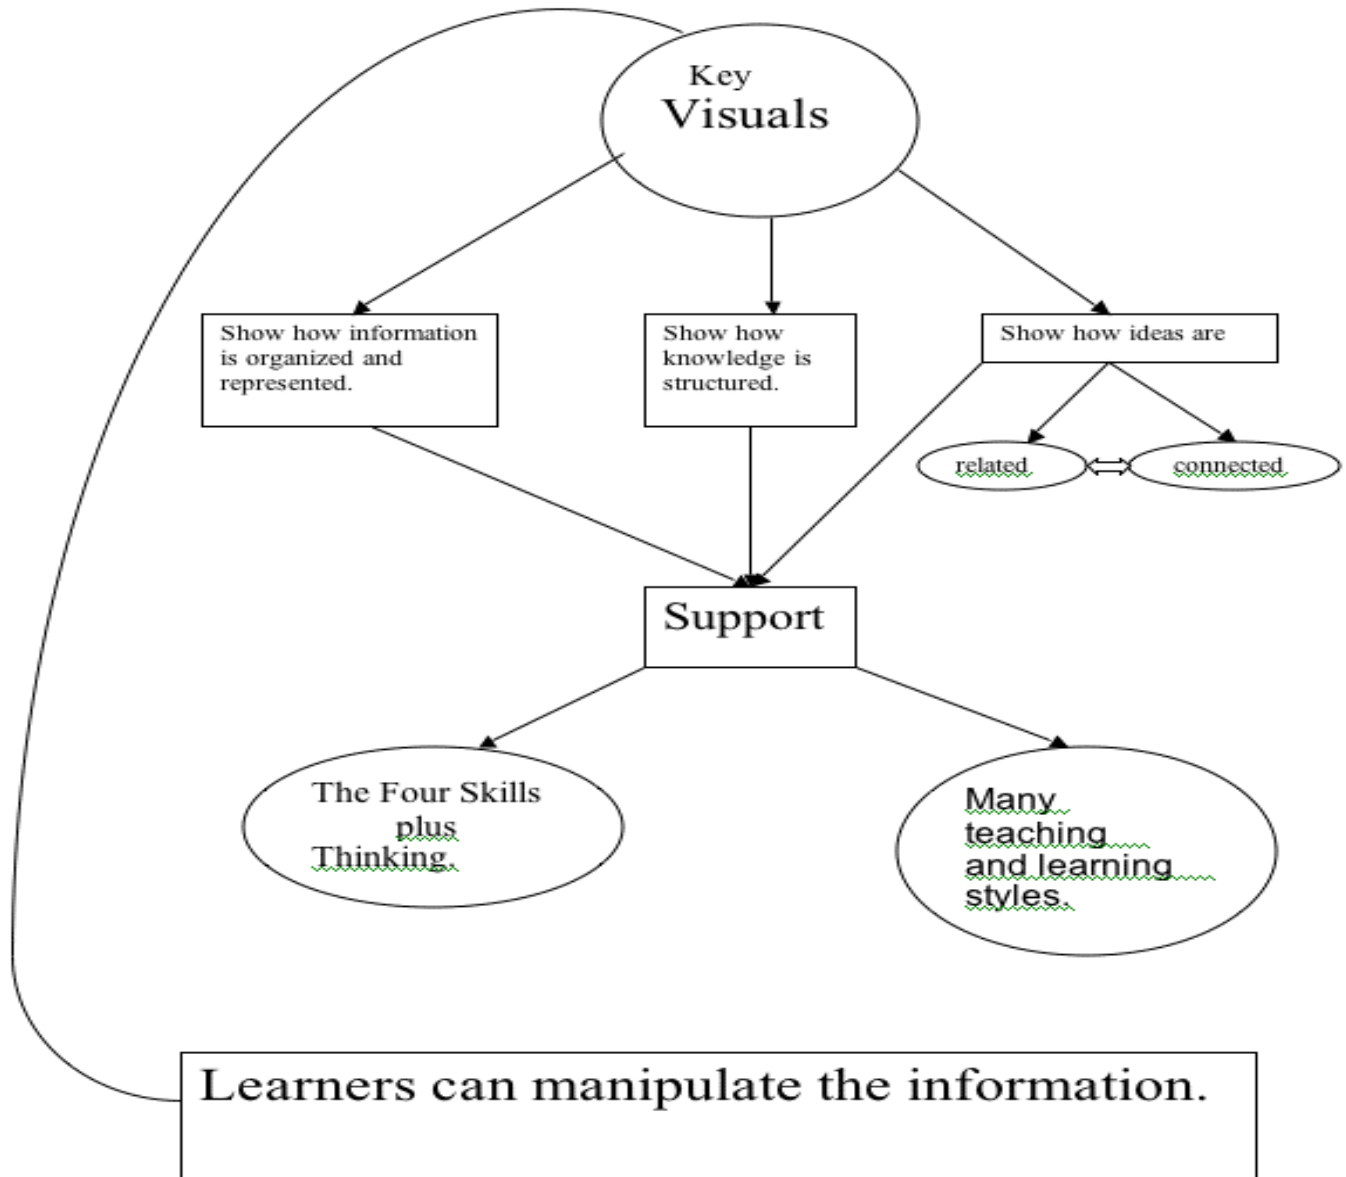 Key
Visuals
Show how information
is organized and
represented.
Show how
knowledge is
structured.
Show how ideas are
related
connected
Support
The Four Skills
plus
Thinking.
Many
teaching
and learning
styles.
Learners can manipulate the information.